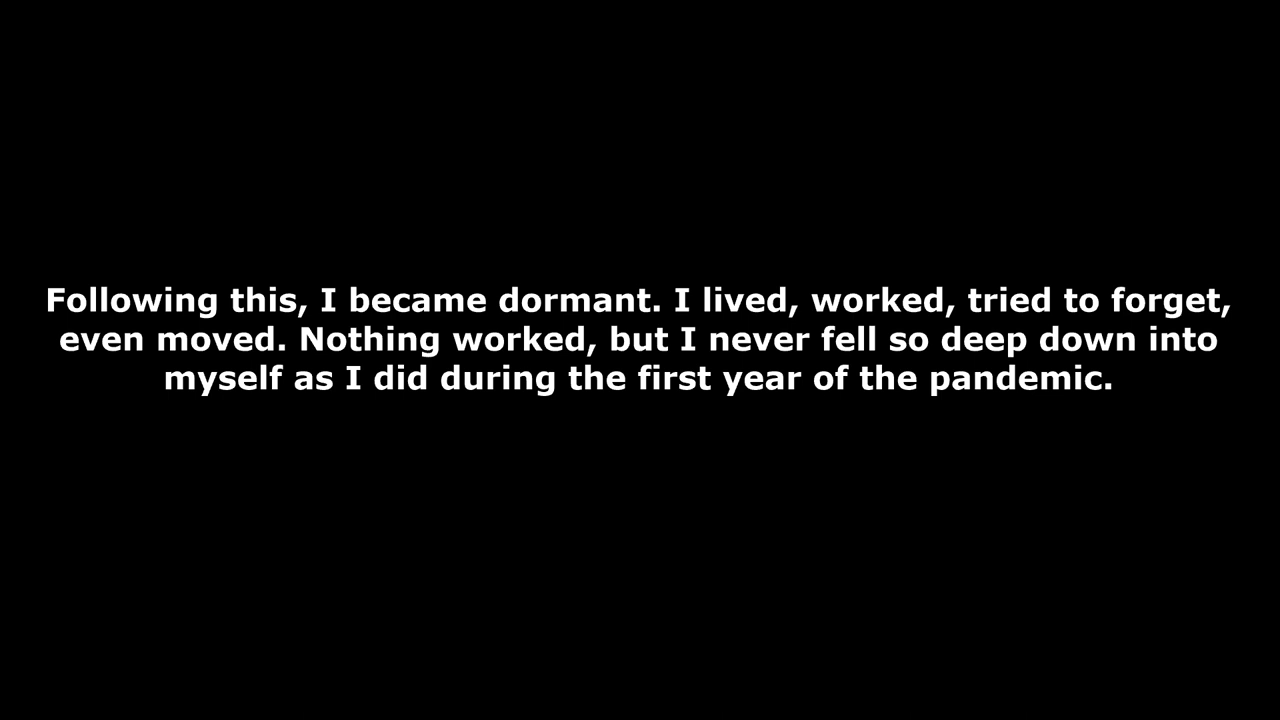 Following this, I became dormant. I lived, worked, tried to forget,
even moved. Nothing worked, but I never fell so deep down into
myself as I did during the first year of the pandemic.